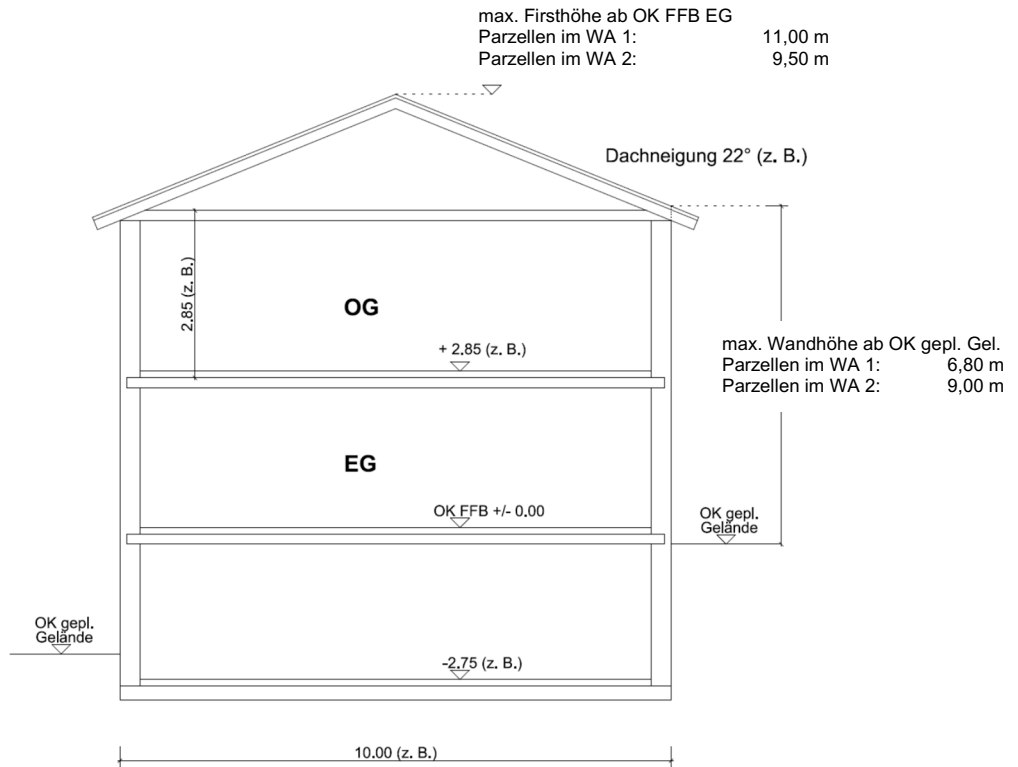 max. Firsthöhe ab OK FFB EG
Parzellen im WA 1: 11,00 m
Parzellen im WA 2: 9,50 m
Dachneigung 22° (z. B.)
2.85 (z. B.)
OG
+ 2.85 (z. B.)
max. Wandhöhe ab OK gepl. Gel.
Parzellen im WA 1: 6,80 m
Parzellen im WA 2: 9,00 m
EG
OK FFB +/- 0.00
OK gepl.
Gelände
OK gepl.
Gelände
-2.75 (z. B.)
10.00 (z. B.)